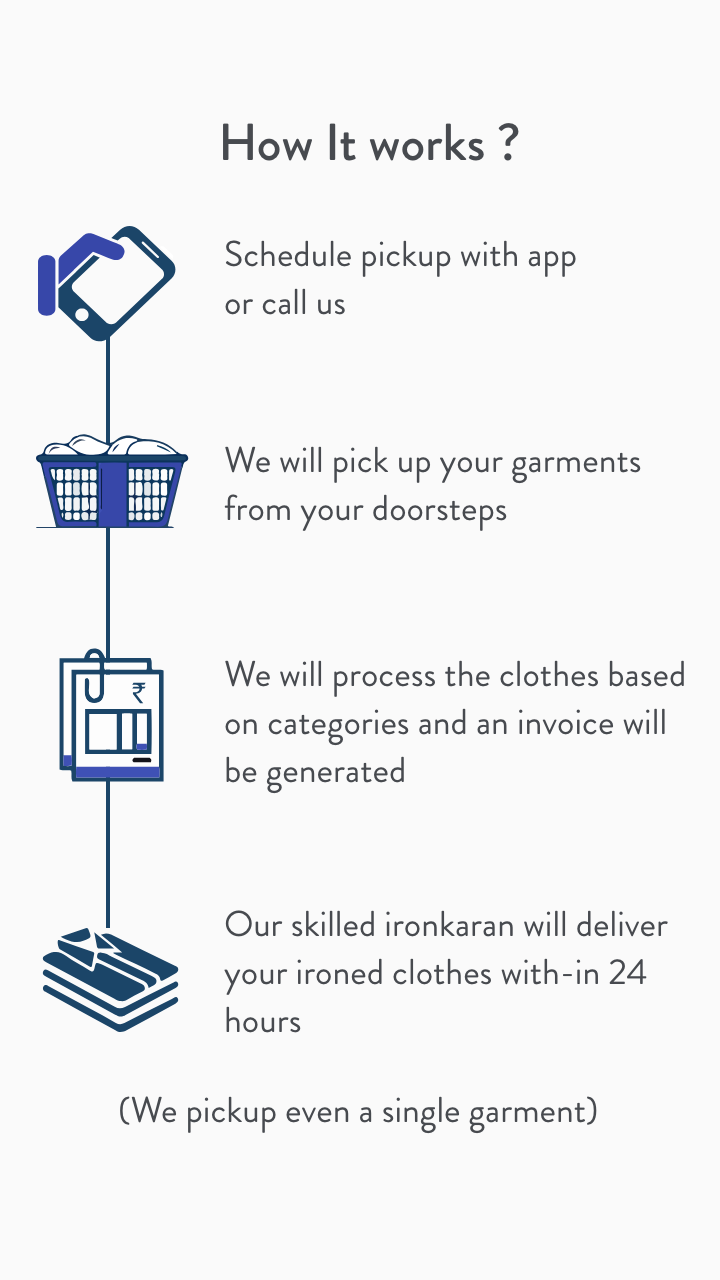 How It works ?
Schedule pickup with app
or call us
We will pick up your garments
from your doorsteps
₹
We will process the clothes based
on categories and an invoice will
be generated
Our skilled ironkaran will deliver
your ironed clothes with-in 24
hours
(We pickup even a single garment)